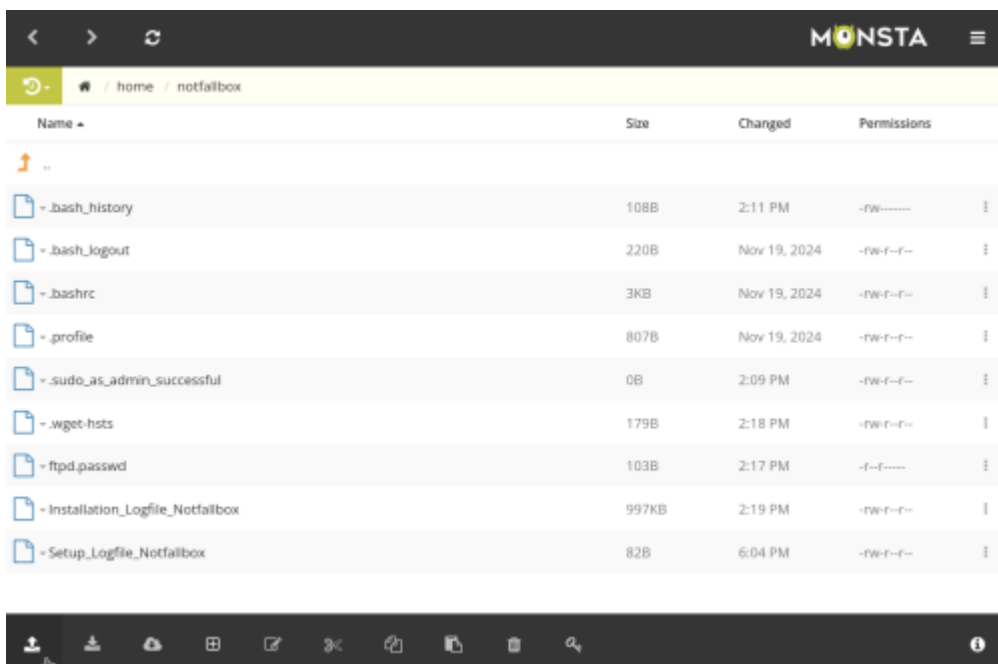 MONSTA
/ home / notfallbox
Name Size Changed Permissions
..
.bash_history 108B 2:11 PM -rw-------
.bash_logout 220B Nov 19, 2024 -rw-r--r--
.bashrc 3KB Nov 19, 2024 -rw-r--r--
.profile 807B Nov 19, 2024 -rw-r--r--
.sudo_as_admin_successful 0B 2:09 PM -rw-r--r--
.wget-hsts 179B 2:18 PM -rw-r--r--
ftpd.passwd 103B 2:17 PM -r--r-----
Installation_Logfile_Notfallbox 997KB 2:19 PM -rw-r--r--
Setup_Logfile_Notfallbox 82B 6:04 PM -rw-r--r--